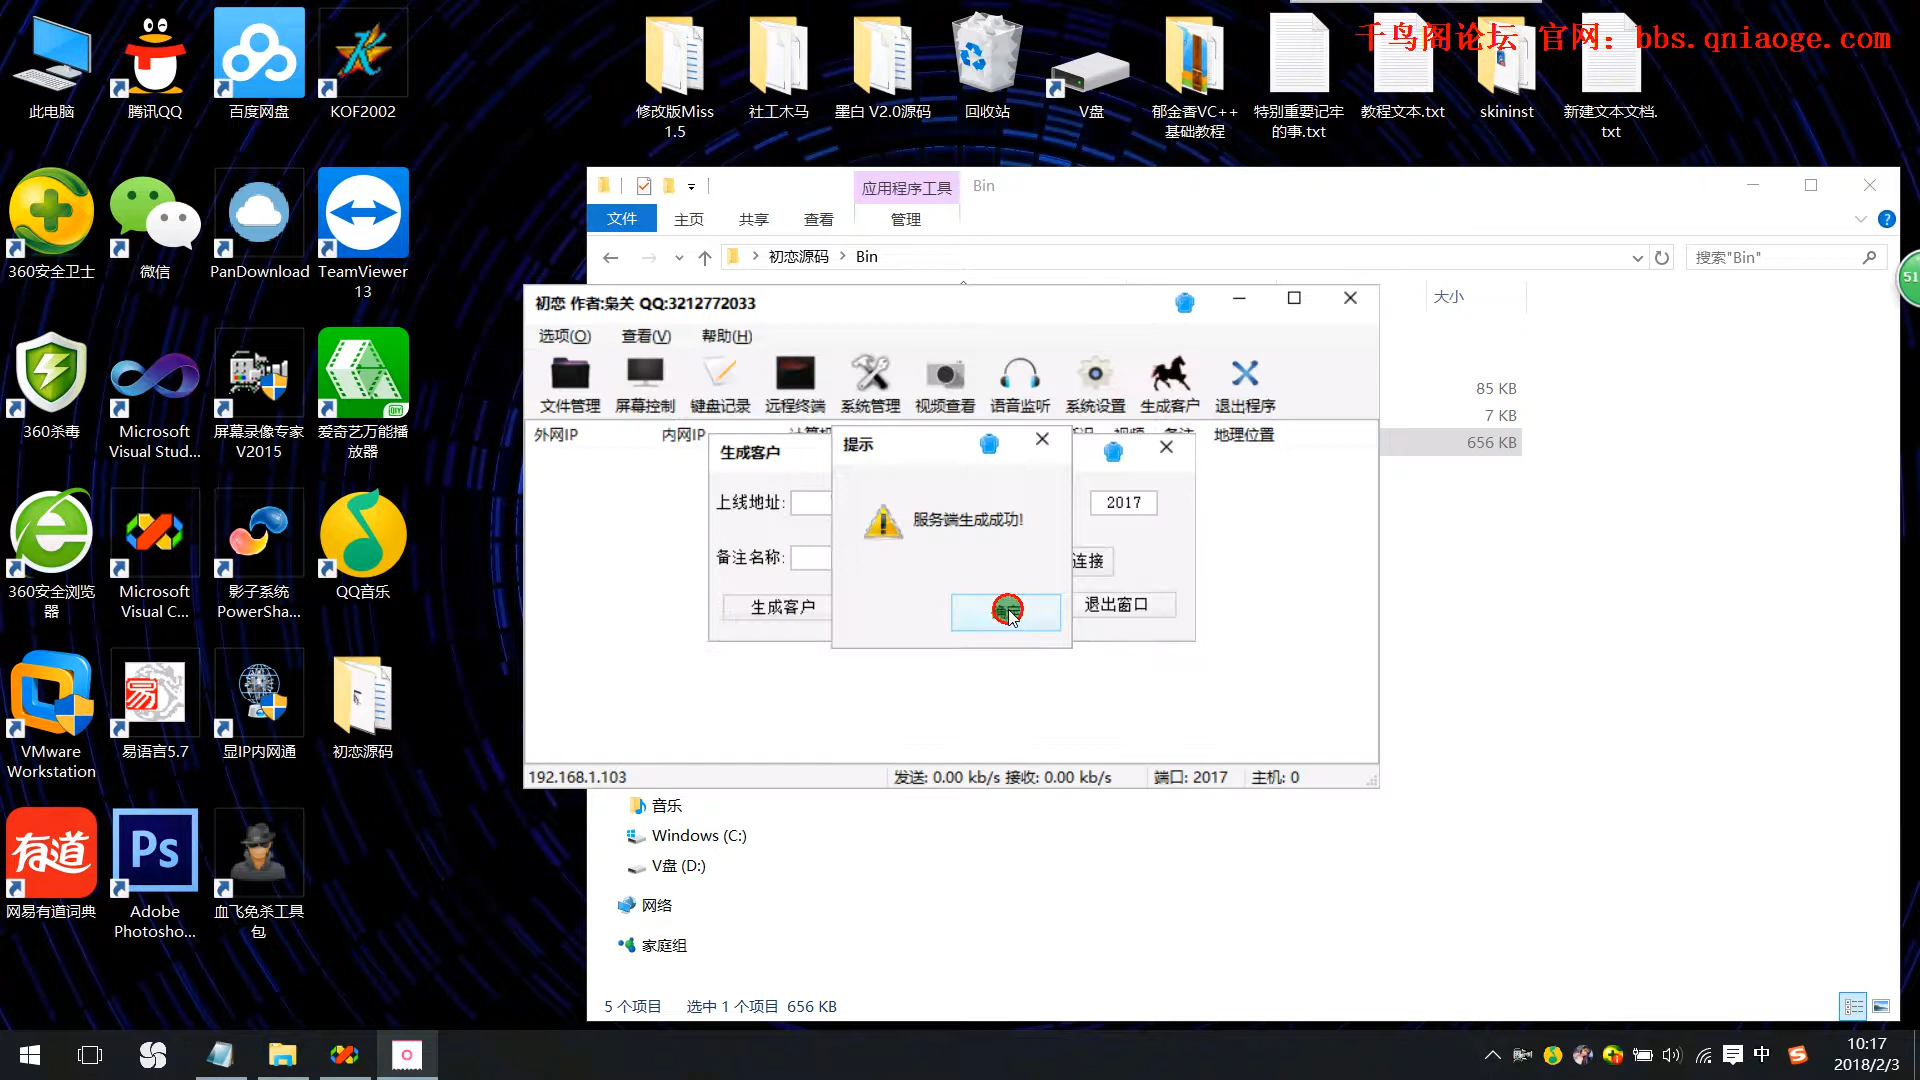 千鸟阁论坛 官网：bbs.qniaoge.com
此电脑
腾讯QQ
百度网盘
KOF2002
修改版Miss
1.5
社工木马
墨白 V2.0源码
回收站
V盘
郁金香VC++
基础教程
特别重要记牢
的事.txt
教程文本.txt
skininst
新建文本文档.
txt
360安全卫士
微信
PanDownload
TeamViewer
13
360杀毒
Microsoft
Visual Stud...
屏幕录像专家
V2015
爱奇艺万能播
放器
360安全浏览
器
Microsoft
Visual C...
影子系统
PowerSha...
QQ音乐
VMware
Workstation
易语言5.7
显IP内网通
初恋源码
网易有道词典
Adobe
Photosho...
血飞免杀工具
包
应用程序工具
Bin
文件
主页
共享
查看
管理
初恋源码
Bin
搜索"Bin"
大小
85 KB
7 KB
656 KB
51
初恋 作者:枭关 QQ:3212772033
选项(O)
查看(V)
帮助(H)
文件管理
屏幕控制
键盘记录
远程终端
系统管理
视频查看
语音监听
系统设置
生成客户
退出程序
外网IP
内网IP
地理位置
生成客户
上线地址:
2017
备注名称:
连接
生成客户
退出窗口
提示
服务端生成成功!
192.168.1.103
发送: 0.00 kb/s 接收: 0.00 kb/s
端口: 2017
主机: 0
音乐
Windows (C:)
V盘 (D:)
网络
家庭组
5 个项目
选中 1 个项目 656 KB
中
10:17
2018/2/3